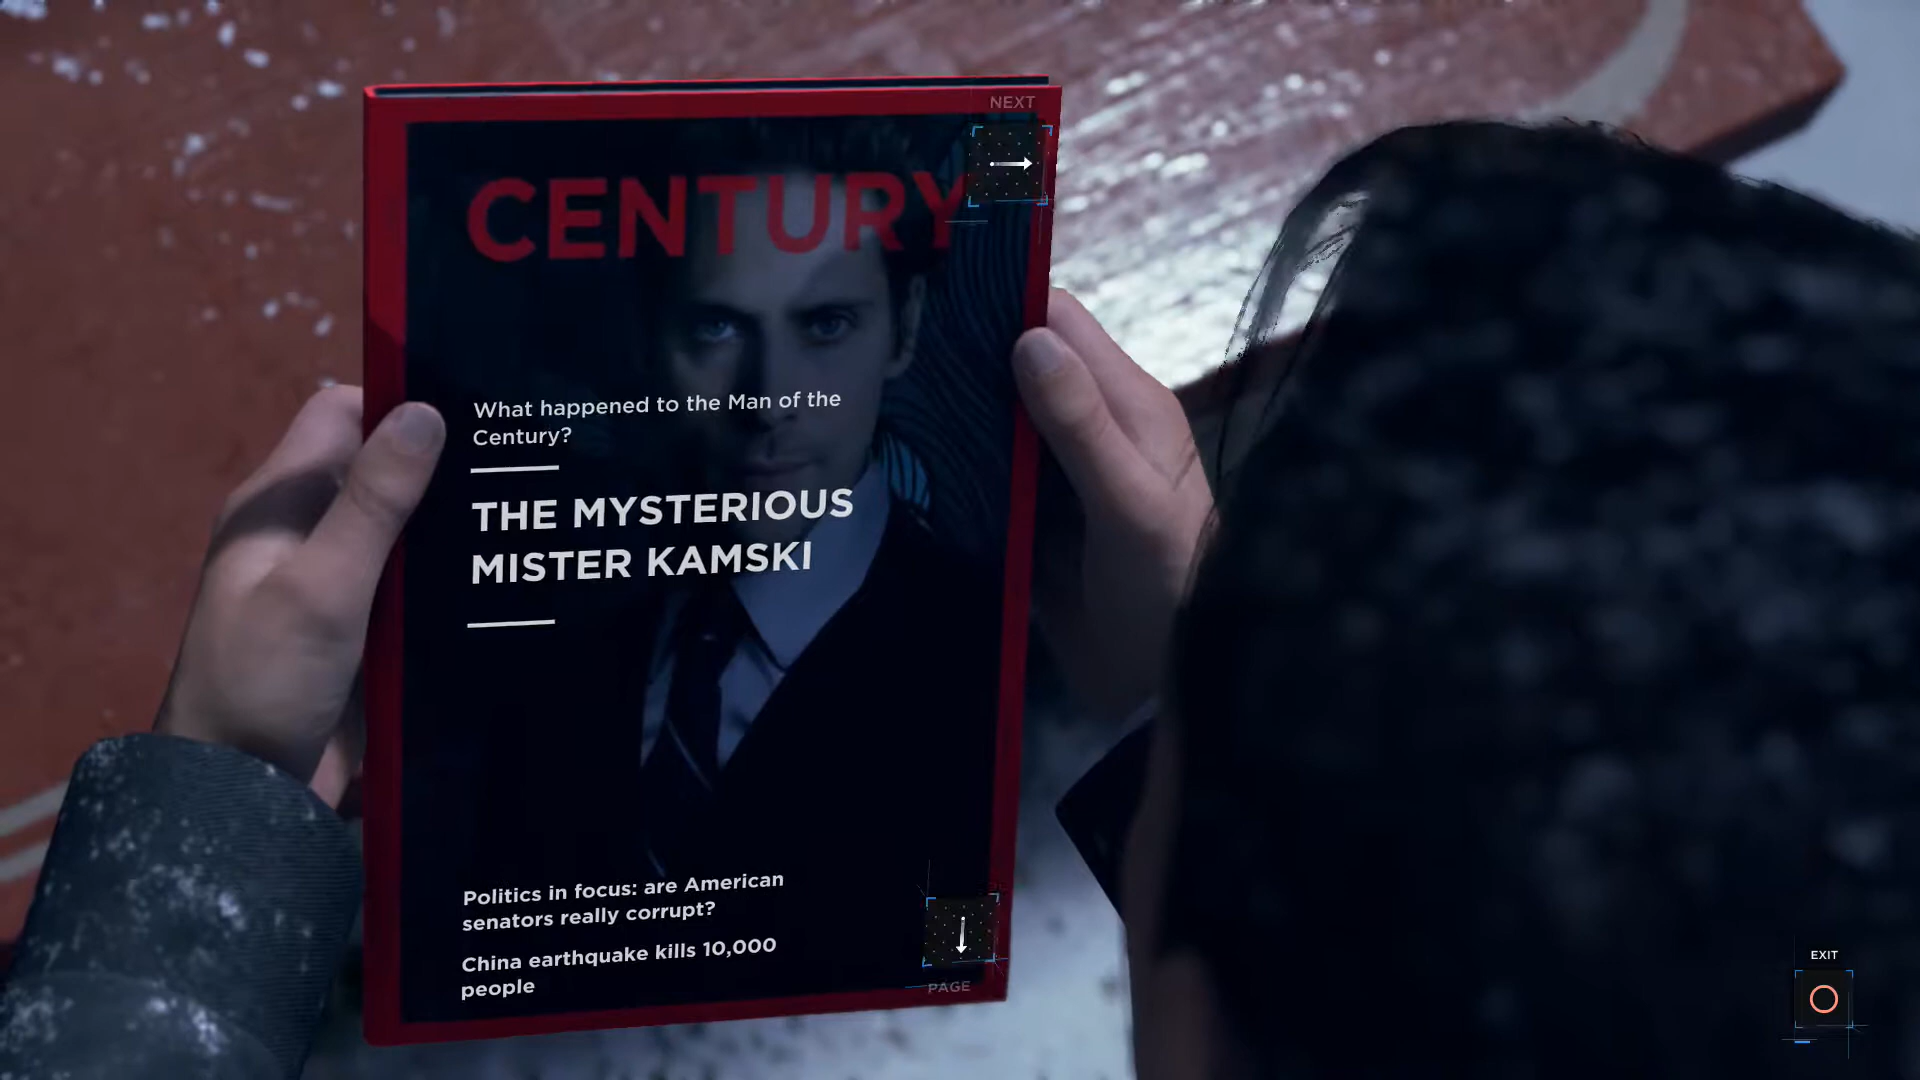 NEXT
CENTURY
What happened to the Man of the
Century?
THE MYSTERIOUS
MISTER KAMSKI
Politics in focus: are American
senators really corrupt?
China earthquake kills 10,000
people
PAGE
EXIT